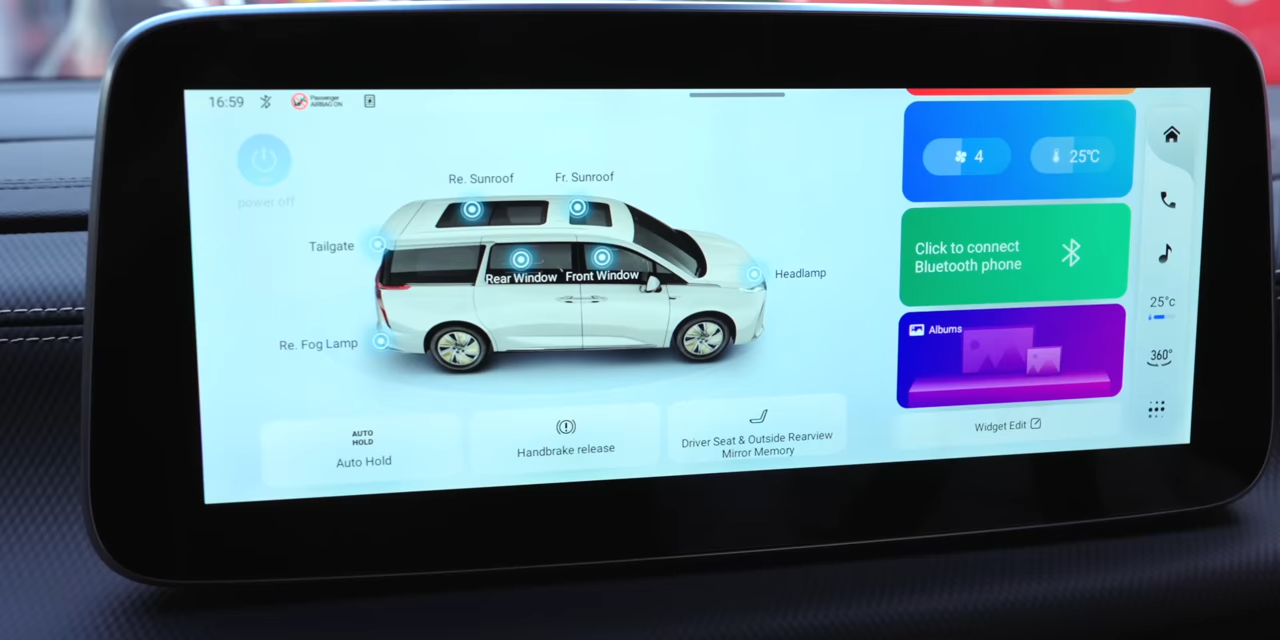 16:59
Passenger
AIRBAG ON
power off
Re. Sunroof
Fr. Sunroof
Tailgate
Rear Window
Front Window
Headlamp
Re. Fog Lamp
AUTO
HOLD
Auto Hold
Handbrake release
Driver Seat & Outside Rearview
Mirror Memory
4
25℃
Click to connect
Bluetooth phone
Albums
Widget Edit
25°c
360°